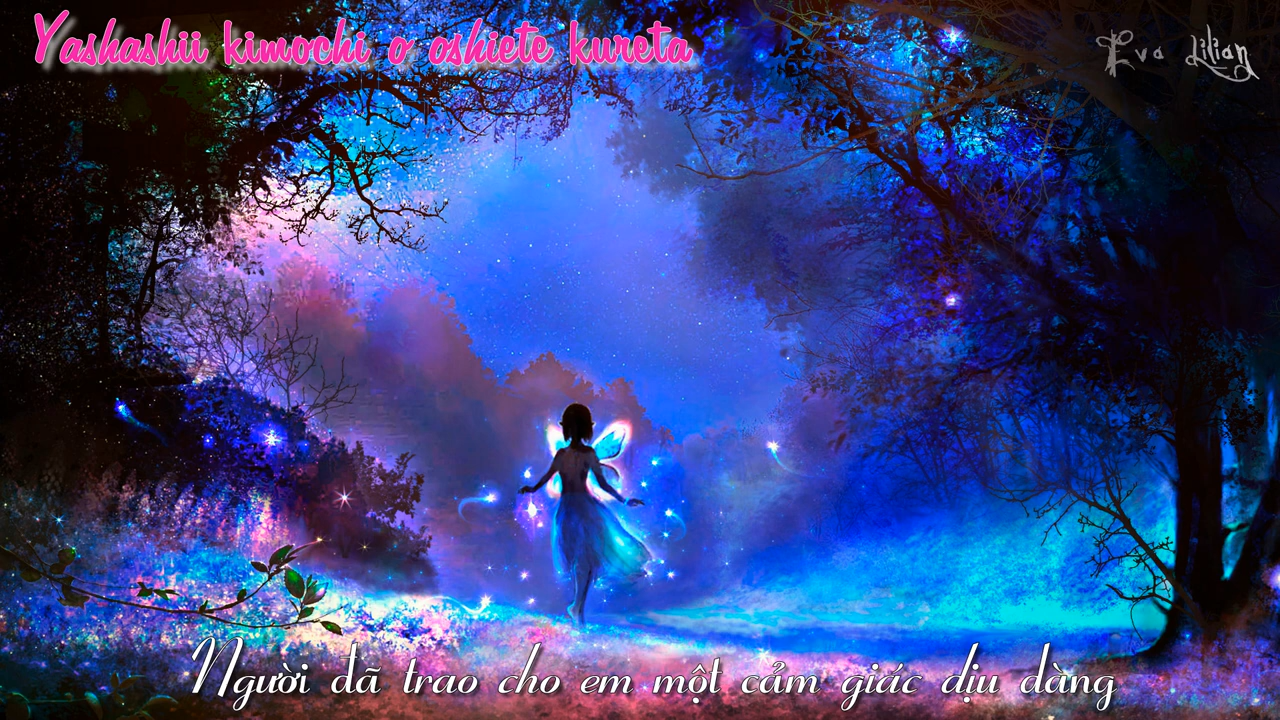 Yashashii kimochi o oshiete kureta
Eva Lilian
Người đã trao cho em một cảm giác dịu dàng